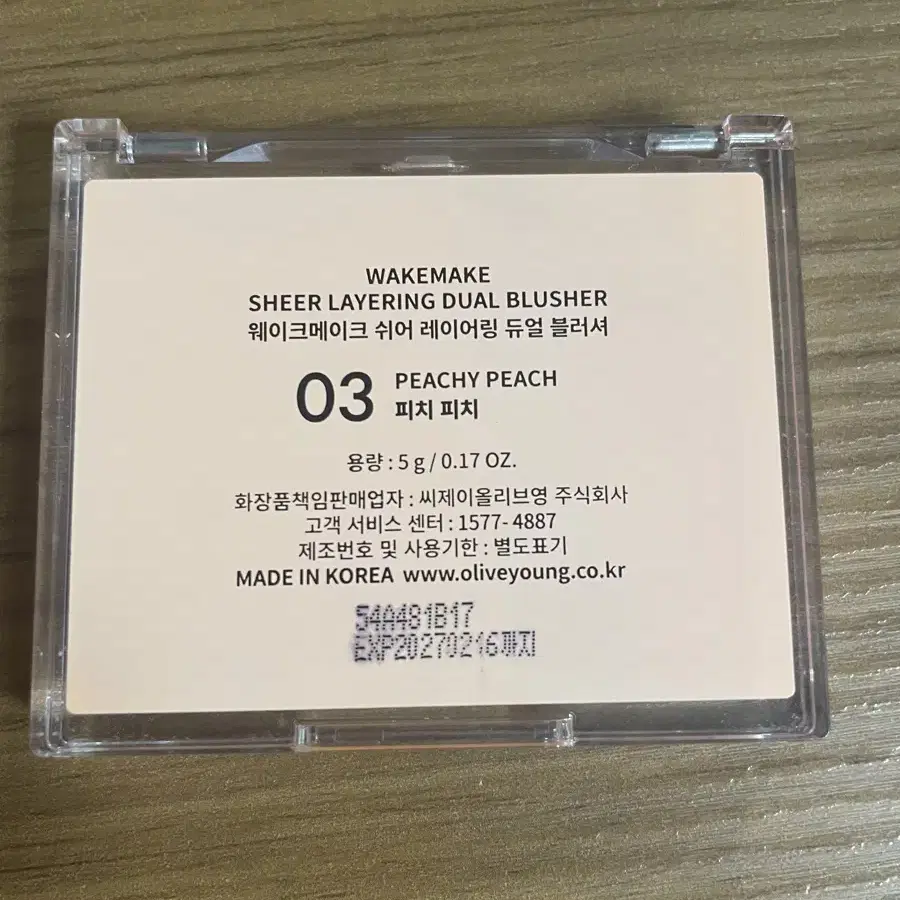 WAKEMAKE
SHEER LAYERING DUAL BLUSHER
웨이크메이크 쉬어 레이어링 듀얼 블러셔
03 PEACHY PEACH
피치 피치
용량 : 5 g / 0.17 OZ.
화장품책임판매업자 : 씨제이올리브영 주식회사
고객 서비스 센터 : 1577- 4887
제조번호 및 사용기한 : 별도표기
MADE IN KOREA www.oliveyoung.co.kr
54A481B17
EXP20270216까지